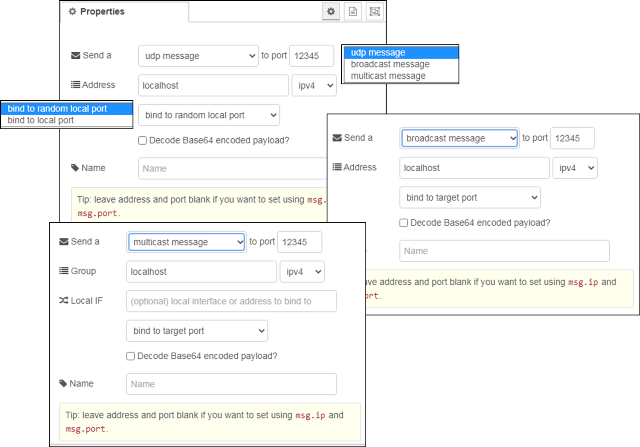 Properties
Send a udp message to port 12345
Address localhost ipv4
bind to random local port
Decode Base64 encoded payload?
Name Name
Tip: leave address and port blank if you want to set using msg.
msg.port.
udp message
broadcast message
multicast message
bind to random local port
bind to local port
Send a broadcast message to port 12345
Address localhost ipv4
bind to target port
Decode Base64 encoded payload?
Name
leave address and port blank if you want to set using msg.ip and
Send a multicast message to port 12345
Group localhost ipv4
Local IF (optional) local interface or address to bind to
bind to target port
Decode Base64 encoded payload?
Name Name
Tip: leave address and port blank if you want to set using msg.ip and
msg.port.